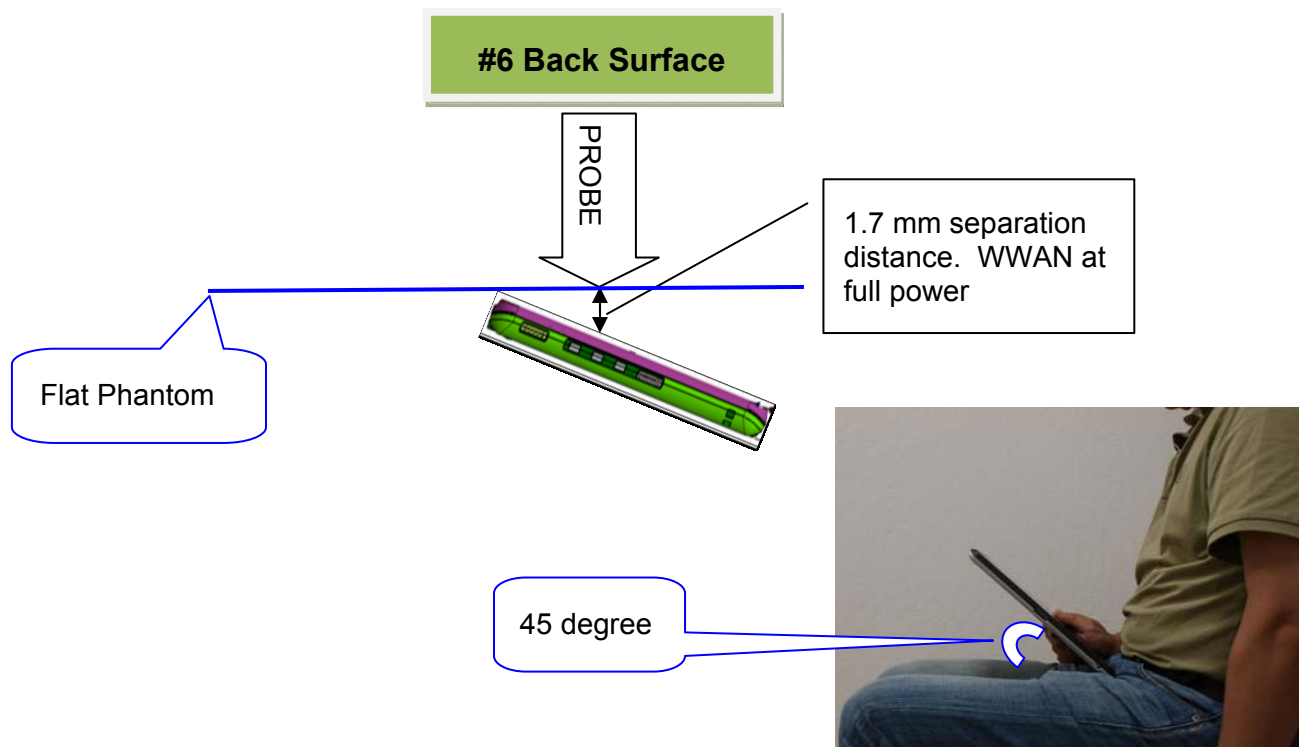 #6 Back Surface
PROBE
1.7 mm separation
distance.  WWAN at
full power
Flat Phantom
45 degree